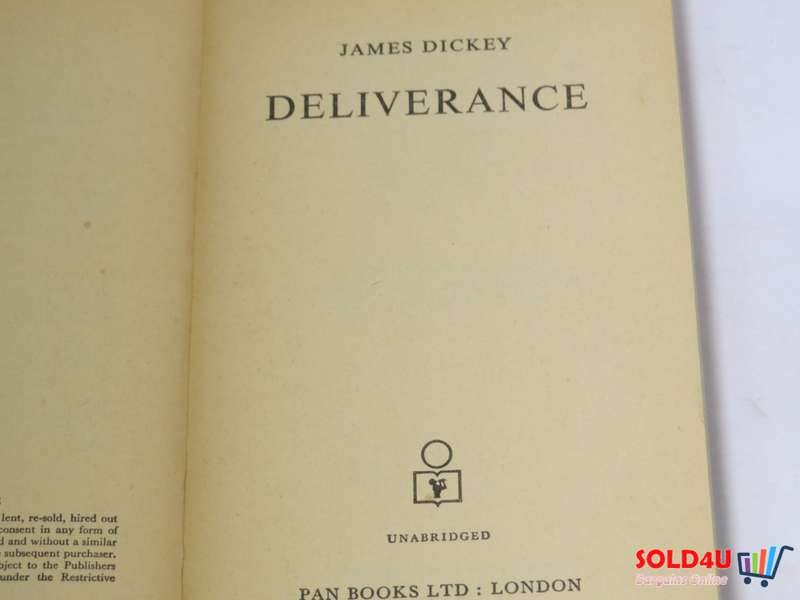 lent, re-sold, hired out
consent in any form of
d and without a similar
subsequent purchaser.
ject to the Publishers
under the Restrictive
JAMES DICKEY
DELIVERANCE
UNABRIDGED
PAN BOOKS LTD : LONDON
SOLD4U
Bargains Online